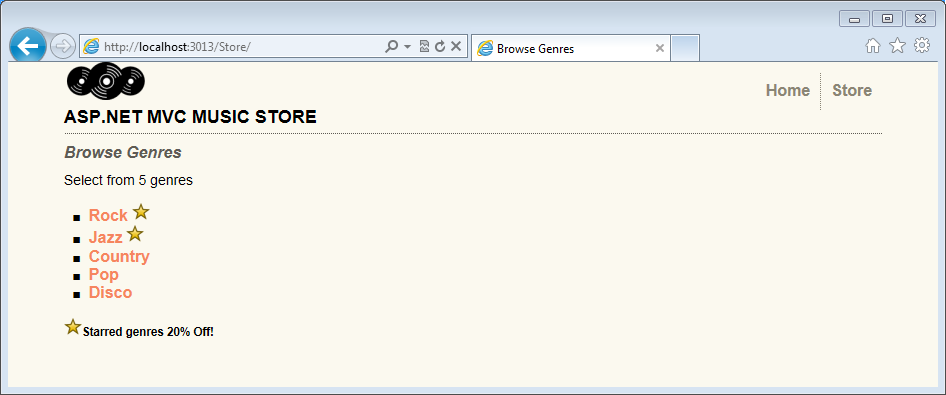 http://localhost:3013/Store/
Browse Genres
Home
Store
ASP.NET MVC MUSIC STORE
Browse Genres
Select from 5 genres
Rock
Jazz
Country
Pop
Disco
Starred genres 20% Off!